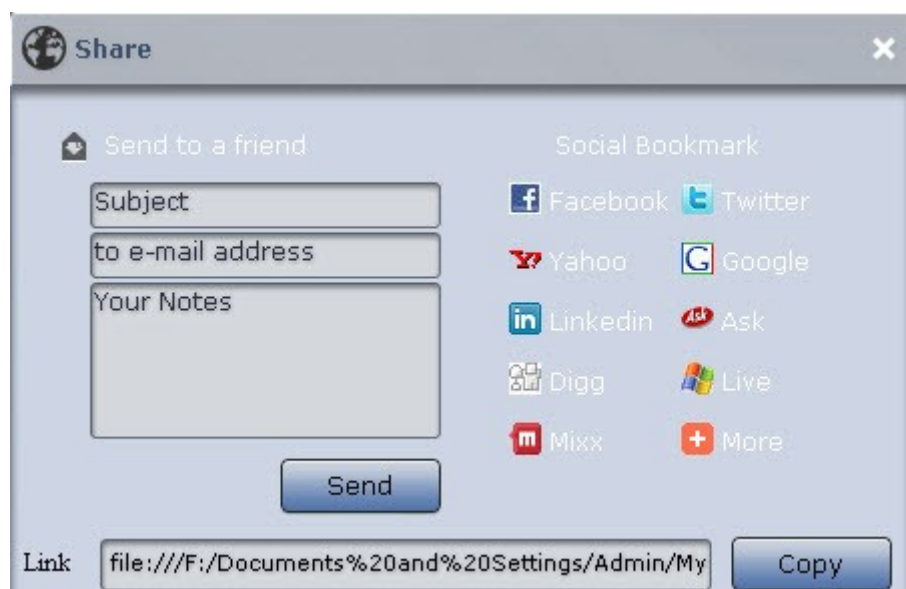 Share
Send to a friend
Subject
to e-mail address
Your Notes
Send
Social Bookmark
Facebook Twitter
Yahoo Google
Linkedin Ask
Digg Live
Mixx More
Link file:///F:/Documents%20and%20Settings/Admin/My Copy